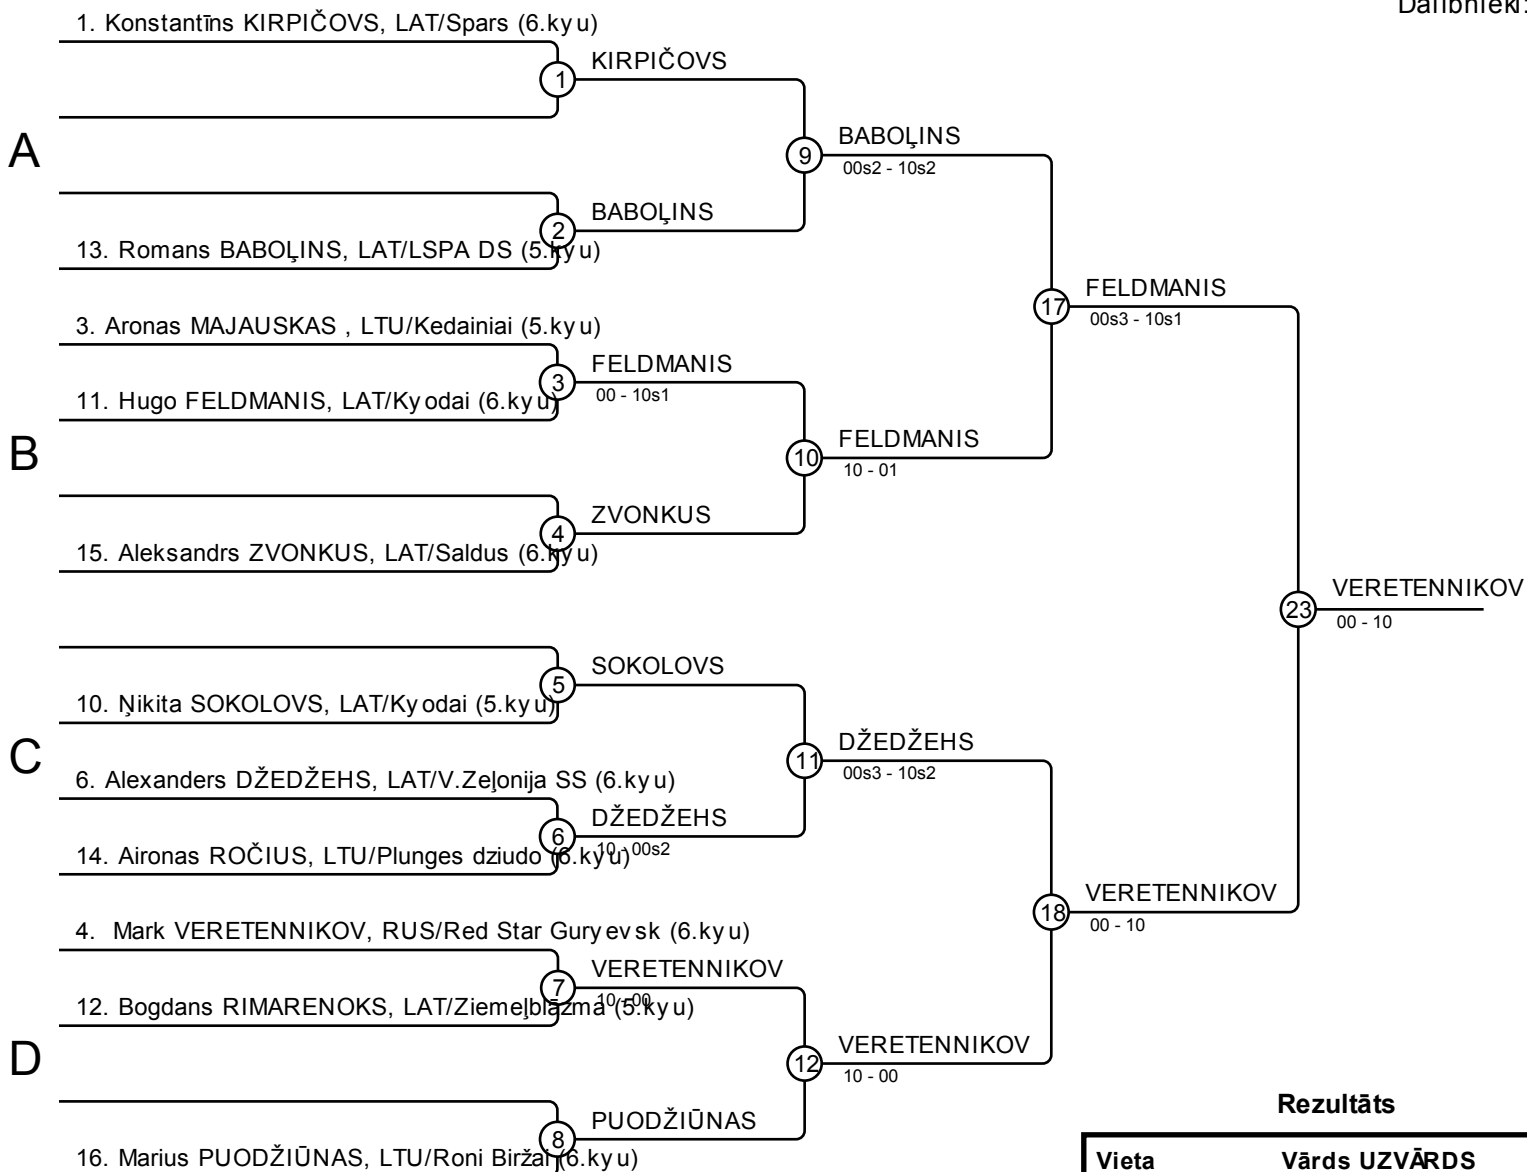 Dalībnieki:
1. Konstantīns KIRPIČOVS, LAT/Spars (6.kyu)
1
KIRPIČOVS
A
9
BABOĻINS
00s2 - 10s2
2
BABOĻINS
13. Romans BABOĻINS, LAT/LSPA DS (5.kyu)
17
FELDMANIS
00s3 - 10s1
3. Aronas MAJAUSKAS , LTU/Kedainiai (5.kyu)
3
FELDMANIS
00 - 10s1
11. Hugo FELDMANIS, LAT/Kyodai (6.kyu)
B
10
FELDMANIS
10 - 01
4
ZVONKUS
15. Aleksandrs ZVONKUS, LAT/Saldus (6.kyu)
23
VERETENNIKOV
00 - 10
5
SOKOLOVS
10. Ņikita SOKOLOVS, LAT/Kyodai (5.kyu)
C
11
DŽEDŽEHS
00s3 - 10s2
6. Alexanders DŽEDŽEHS, LAT/V.Zeļonija SS (6.kyu)
6
DŽEDŽEHS
10 - 00s2
14. Aironas ROČIUS, LTU/Plunges dziudo (6.kyu)
18
VERETENNIKOV
00 - 10
4. Mark VERETENNIKOV, RUS/Red Star Guryevsk (6.kyu)
7
VERETENNIKOV
10 - 00
12. Bogdans RIMARENOKS, LAT/Ziemeļblāzma (5.kyu)
D
12
VERETENNIKOV
10 - 00
8
PUODŽIŪNAS
16. Marius PUODŽIŪNAS, LTU/Roni Biržai (6.kyu)
Rezultāts
Vieta Vārds UZVĀRDS